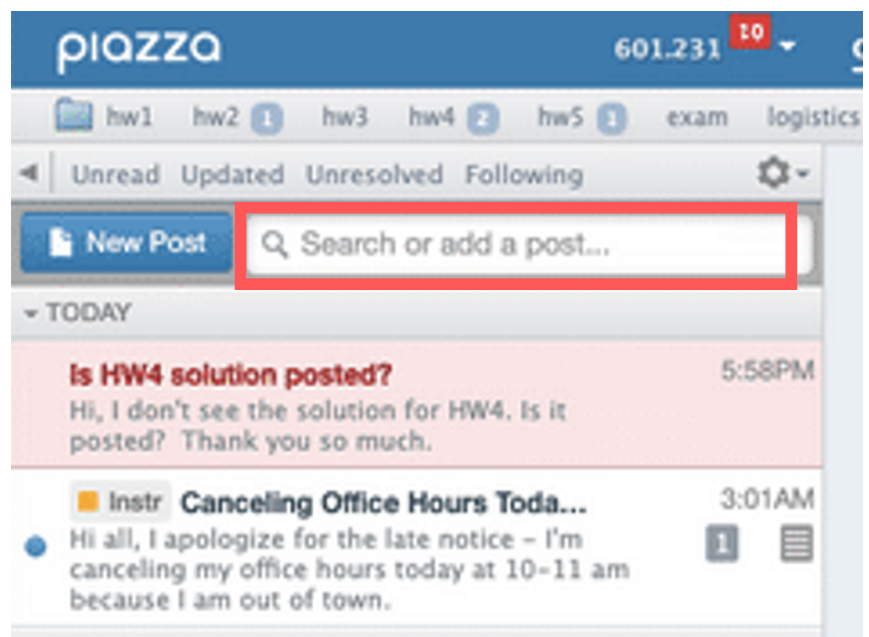 piazza
601.231 10
hw1 hw2 1 hw3 hw4 2 hw5 1 exam logistics
Unread Updated Unresolved Following
New Post Search or add a post...
TODAY
Is HW4 solution posted? 5:58PM
Hi, I don't see the solution for HW4. Is it
posted? Thank you so much.
Instr Canceling Office Hours Toda... 3:01AM
Hi all, I apologize for the late notice – I'm 1
canceling my office hours today at 10–11 am
because I am out of town.